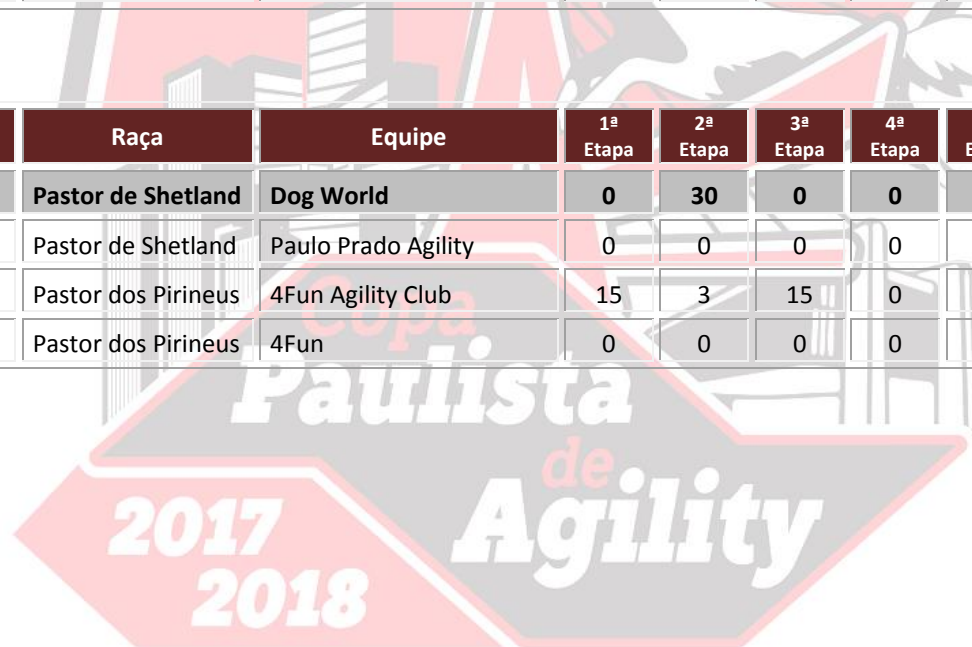 Raça Equipe 1ª Etapa 2ª Etapa 3ª Etapa 4ª Etapa
Pastor de Shetland Dog World 0 30 0 0
Pastor de Shetland Paulo Prado Agility 0 0 0 0
Pastor dos Pirineus 4Fun Agility Club 15 3 15 0
Pastor dos Pirineus 4Fun 0 0 0 0
Copa
Paulista
de
Agility
2017
2018